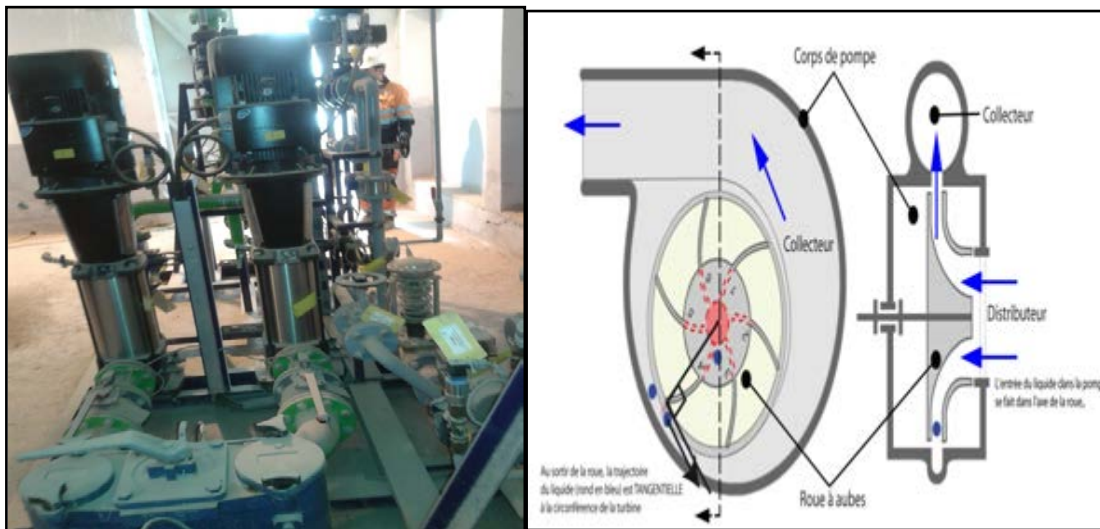 Corps de pompe
Collecteur
Collecteur
Distributeur
L'entrée du liquide dans la pomp
se fait dans l'axe de la roue,
Au sortir de la roue, la trajectoire
du liquide (rond en bleu) est TANGENTIELLE
à la circonférence de la turbine
Roue à aubes